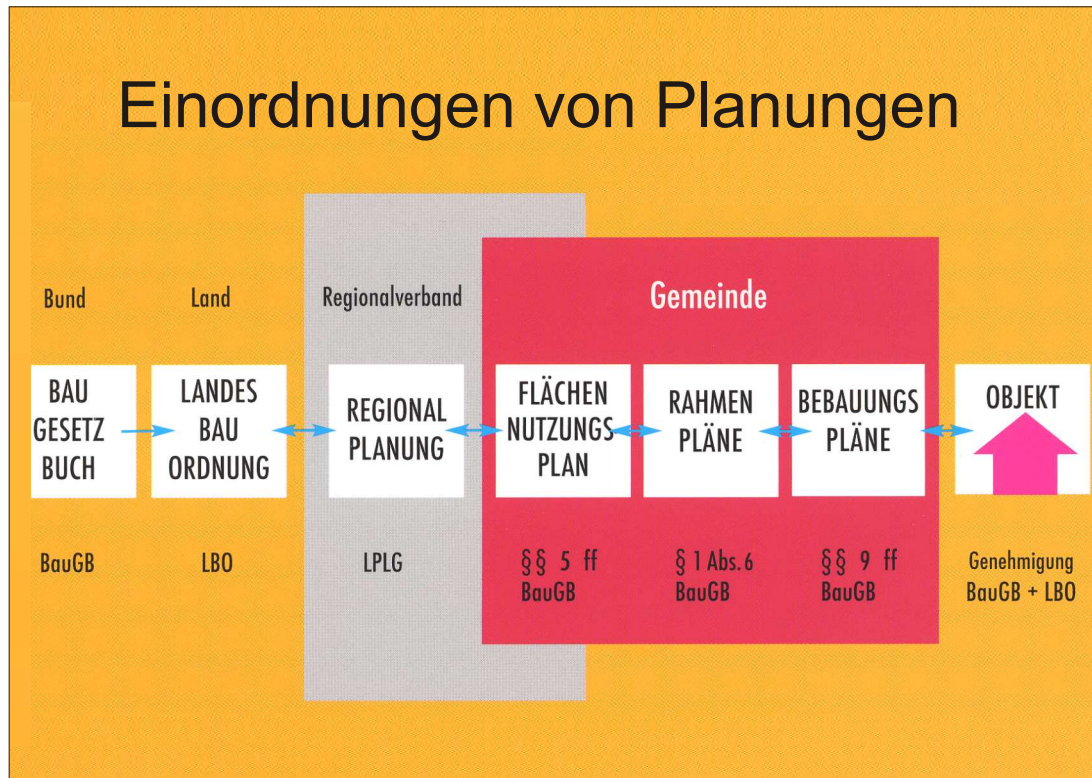 Einordnungen von Planungen
Bund
Land
Regionalverband
Gemeinde
BAU
GESETZ
BUCH
LANDES
BAU
ORDNUNG
REGIONAL
PLANUNG
FLÄCHEN
NUTZUNGS
PLAN
RAHMEN
PLÄNE
BEBAUUNGS
PLÄNE
OBJEKT
BauGB
LBO
LPLG
§§ 5 ff
BauGB
§ 1 Abs. 6
BauGB
§§ 9 ff
BauGB
Genehmigung
BauGB + LBO